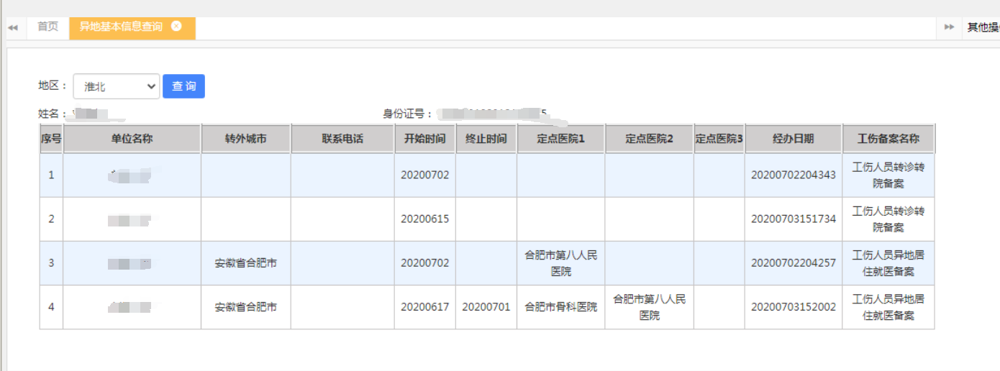 首页 异地基本信息查询 其他操
地区： 淮北 查 询
姓名： 身份证号：
序号 单位名称 转外城市 联系电话 开始时间 终止时间 定点医院1 定点医院2 定点医院3 经办日期 工伤备案名称
1 20200702 20200702204343 工伤人员转诊转
院备案
2 20200615 20200703151734 工伤人员转诊转
院备案
3 安徽省合肥市 20200702 合肥市第八人民 20200702204257 工伤人员异地居
医院 住就医备案
4 安徽省合肥市 20200617 20200701 合肥市骨科医院 合肥市第八人民 20200703152002 工伤人员异地居
医院 住就医备案